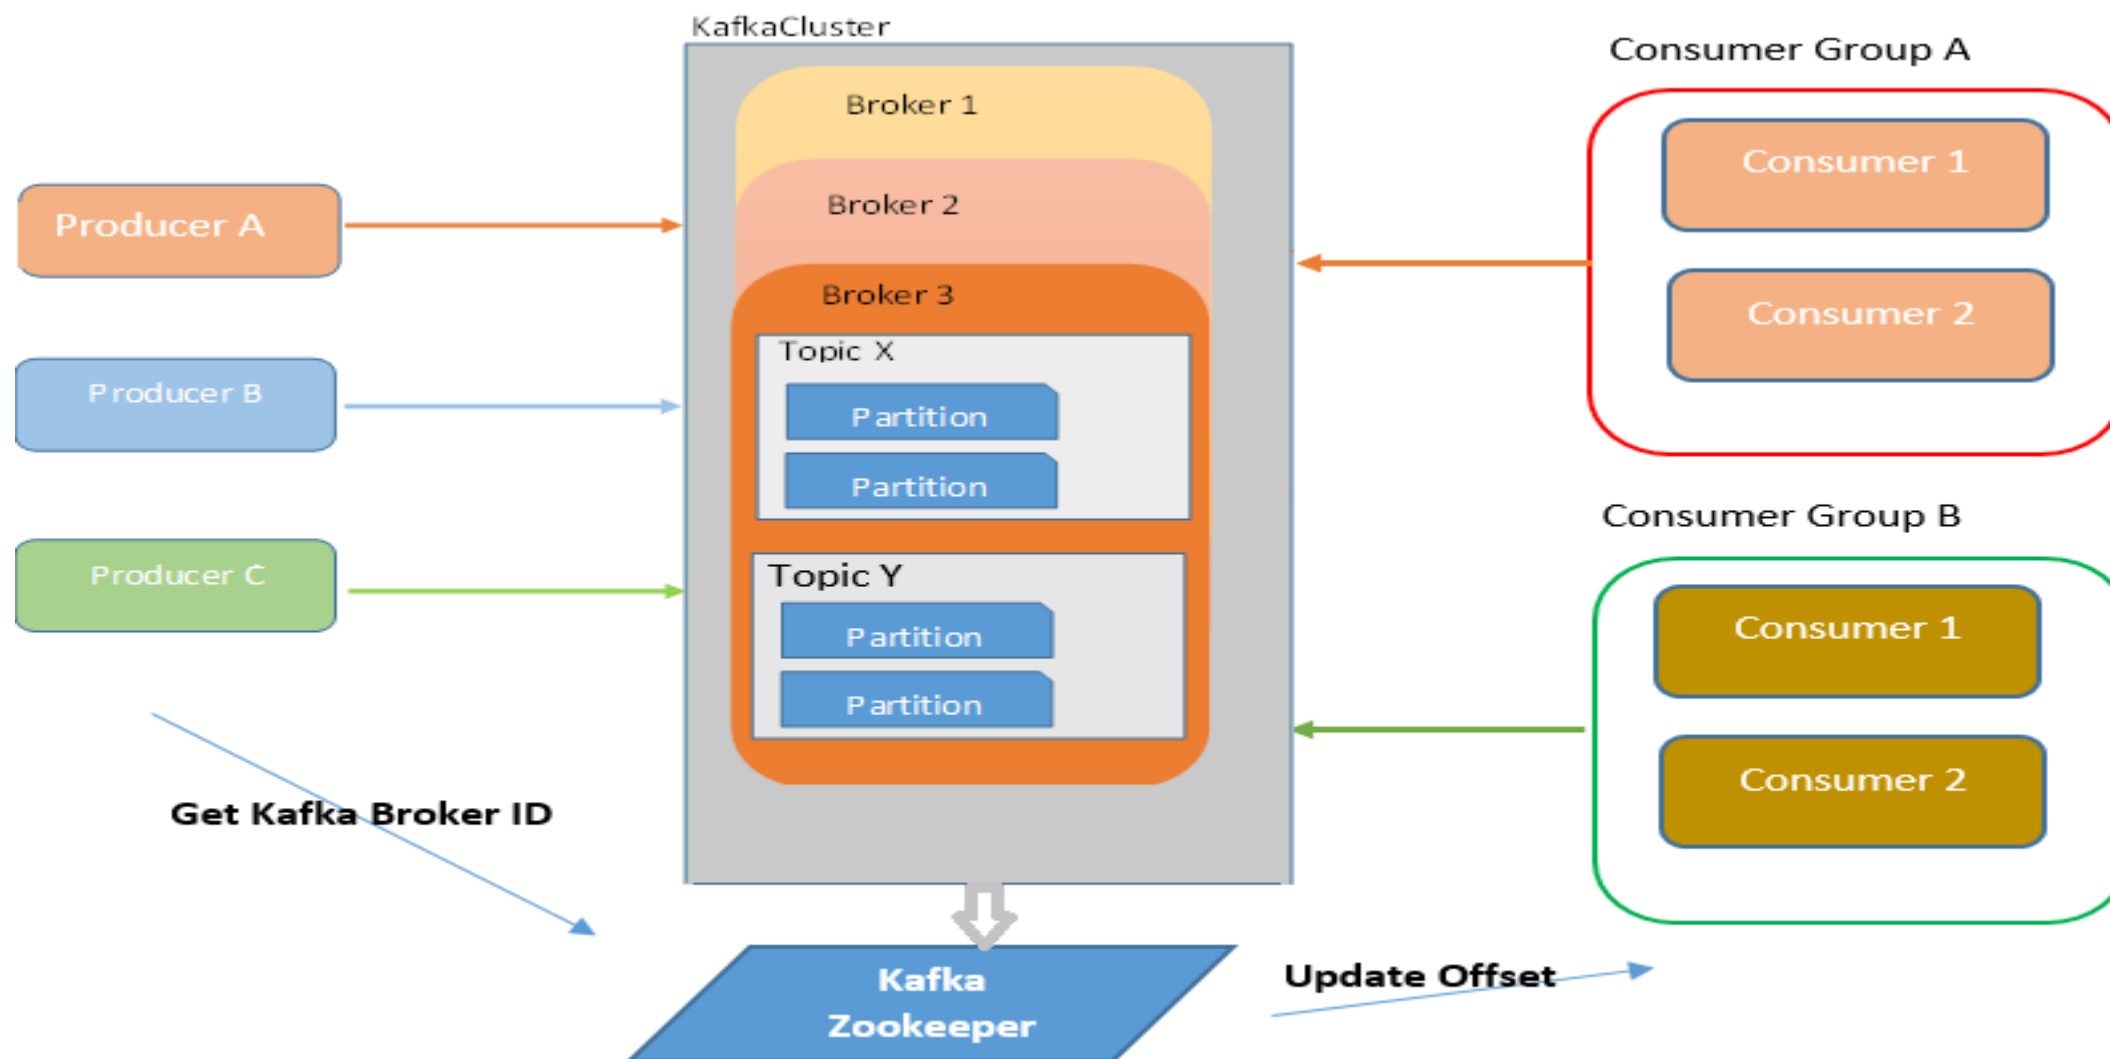 KafkaCluster
Broker 1
Broker 2
Broker 3
Topic X
Partition
Partition
Topic Y
Partition
Partition
Producer A
Producer B
Producer C
Get Kafka Broker ID
Kafka
Zookeeper
Update Offset
Consumer Group A
Consumer 1
Consumer 2
Consumer Group B
Consumer 1
Consumer 2